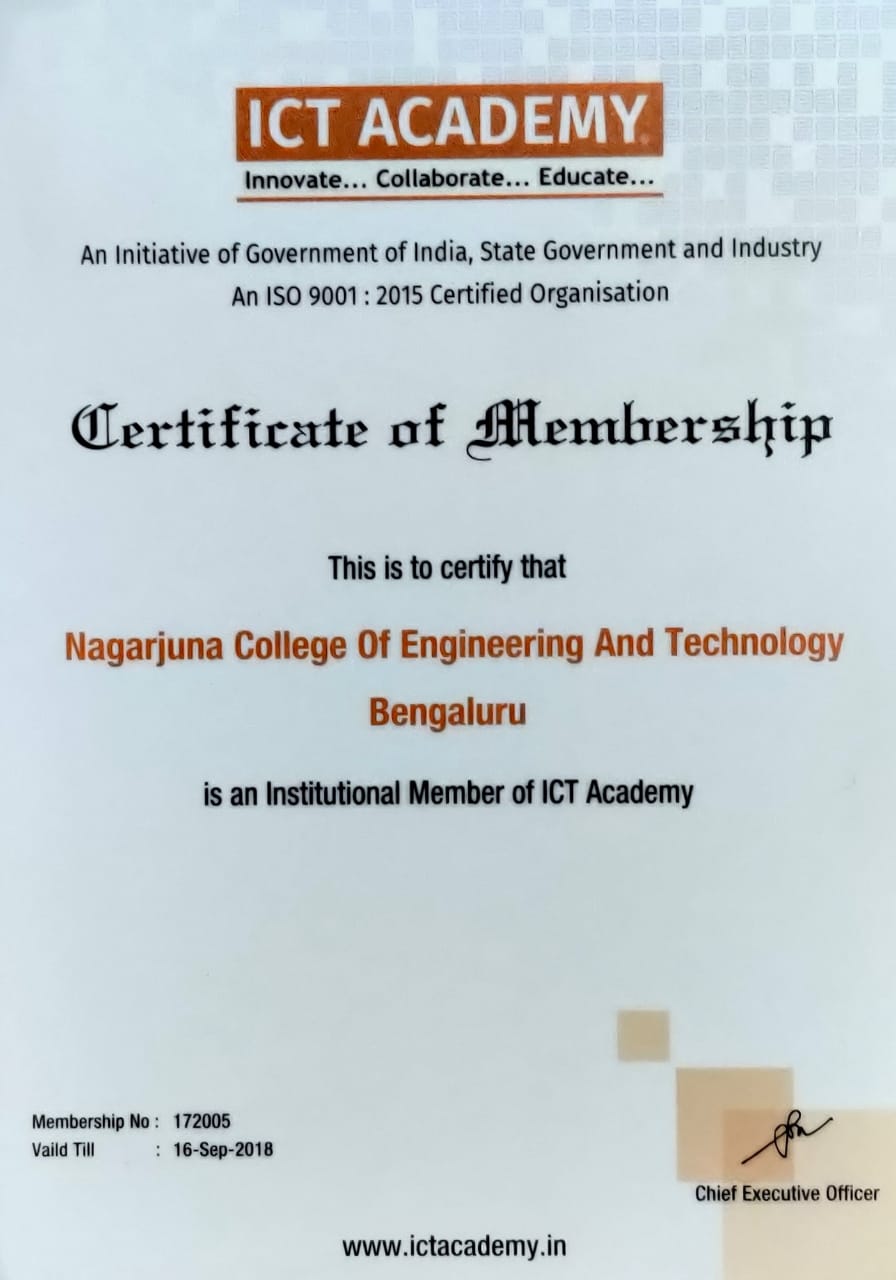 ICT ACADEMY
Innovate... Collaborate... Educate...
An Initiative of Government of India, State Government and Industry
An ISO 9001 : 2015 Certified Organisation
Certificate of Membership
This is to certify that
Nagarjuna College Of Engineering And Technology
Bengaluru
is an Institutional Member of ICT Academy
Membership No : 172005
Vaild Till : 16-Sep-2018
Chief Executive Officer
www.ictacademy.in